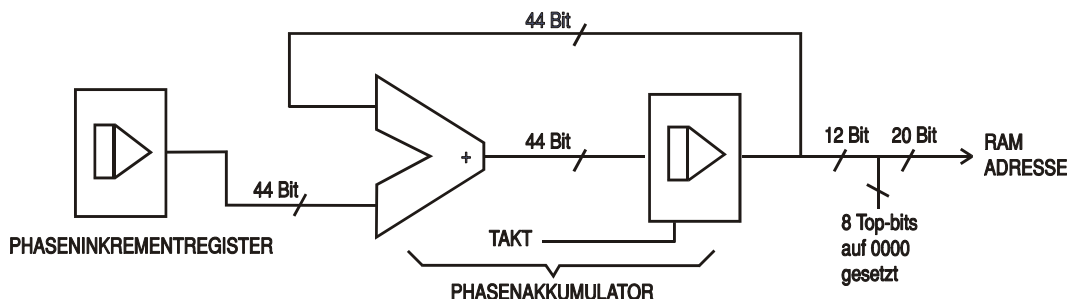 44 Bit
44 Bit
12 Bit
20 Bit
RAM
ADRESSE
+
44 Bit
8 Top-bits
auf 0000
gesetzt
PHASENINKREMENTREGISTER
TAKT
PHASENAKKUMULATOR